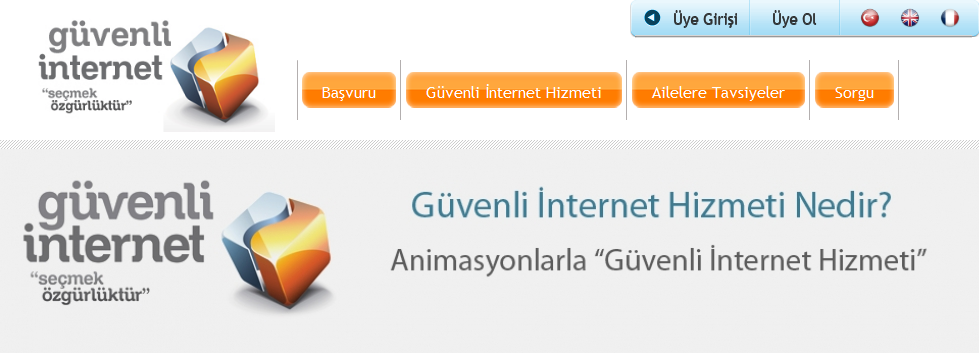 güvenli
internet
“seçmek
özgürlüktür”
Üye Girişi
Üye Ol
Başvuru
Güvenli İnternet Hizmeti
Ailelere Tavsiyeler
Sorgu
güvenli
internet
“seçmek
özgürlüktür”
Güvenli İnternet Hizmeti Nedir?
Animasyonlarla “Güvenli İnternet Hizmeti”